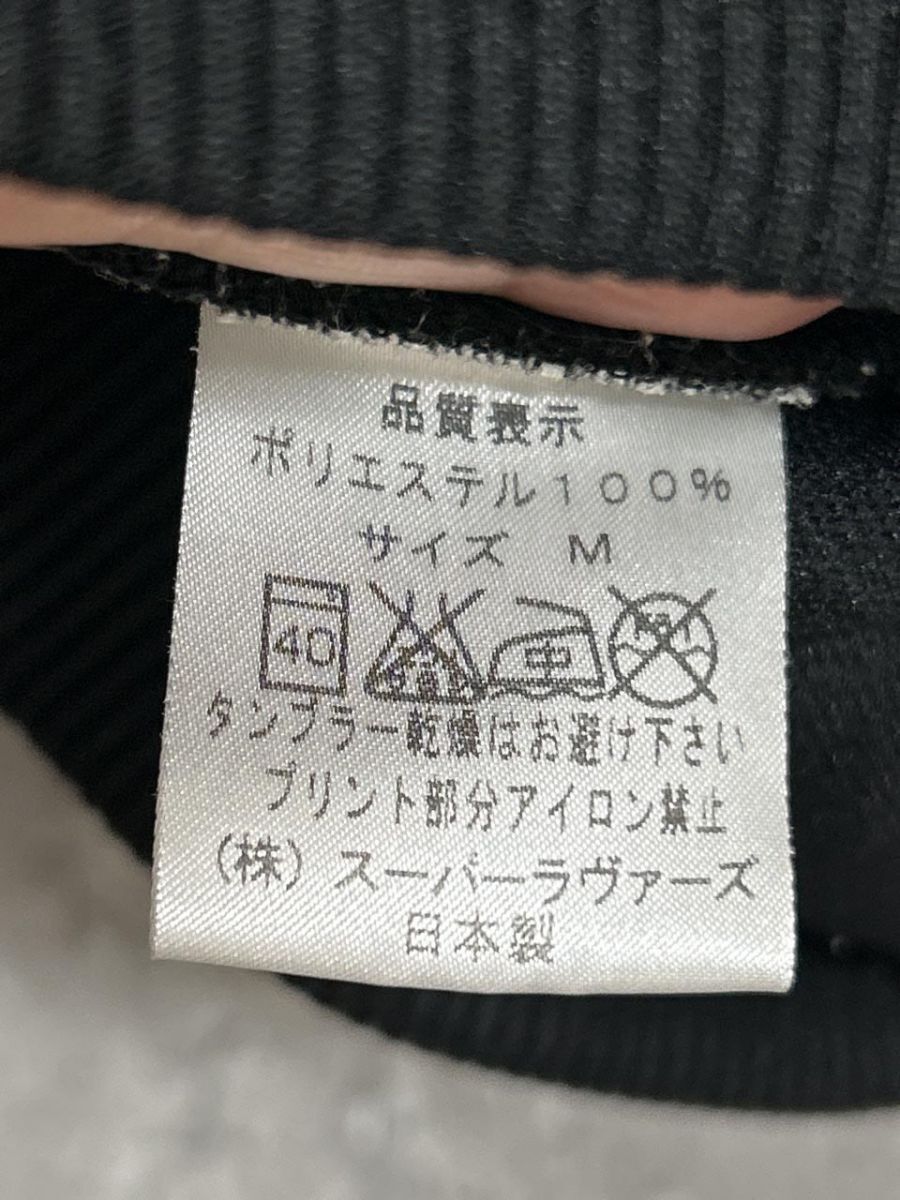 品質表示
ポリエステル100%
サイズ M
40 中
タンブラー乾燥はお避け下さい
プリント部分アイロン禁止
(株)スーパーラヴァーズ
日本製